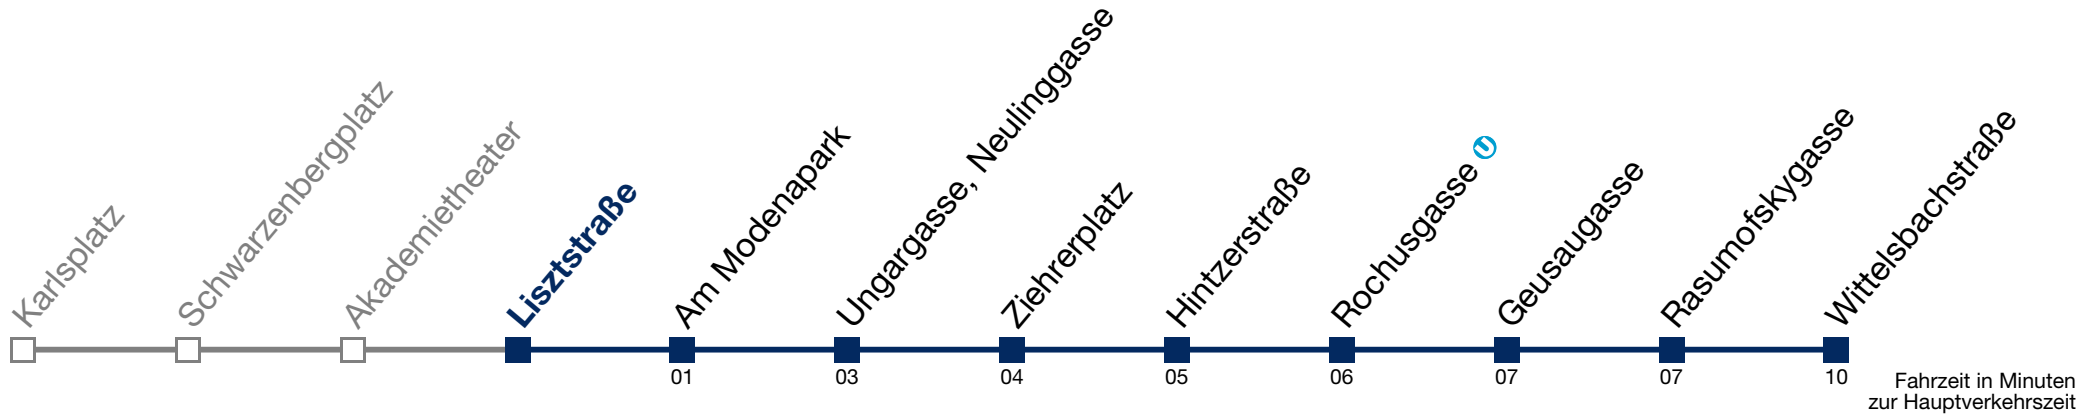 Karlsplatz
Schwarzenbergplatz
Akademietheater
Lisztstraße
Am Modenapark
Ungargasse, Neulinggasse
Ziehrerplatz
Hintzerstraße
Rochusgasse U
Geusaugasse
Rasumofskygasse
Wittelsbachstraße
01
03
04
05
06
07
07
10
Fahrzeit in Minuten
zur Hauptverkehrszeit